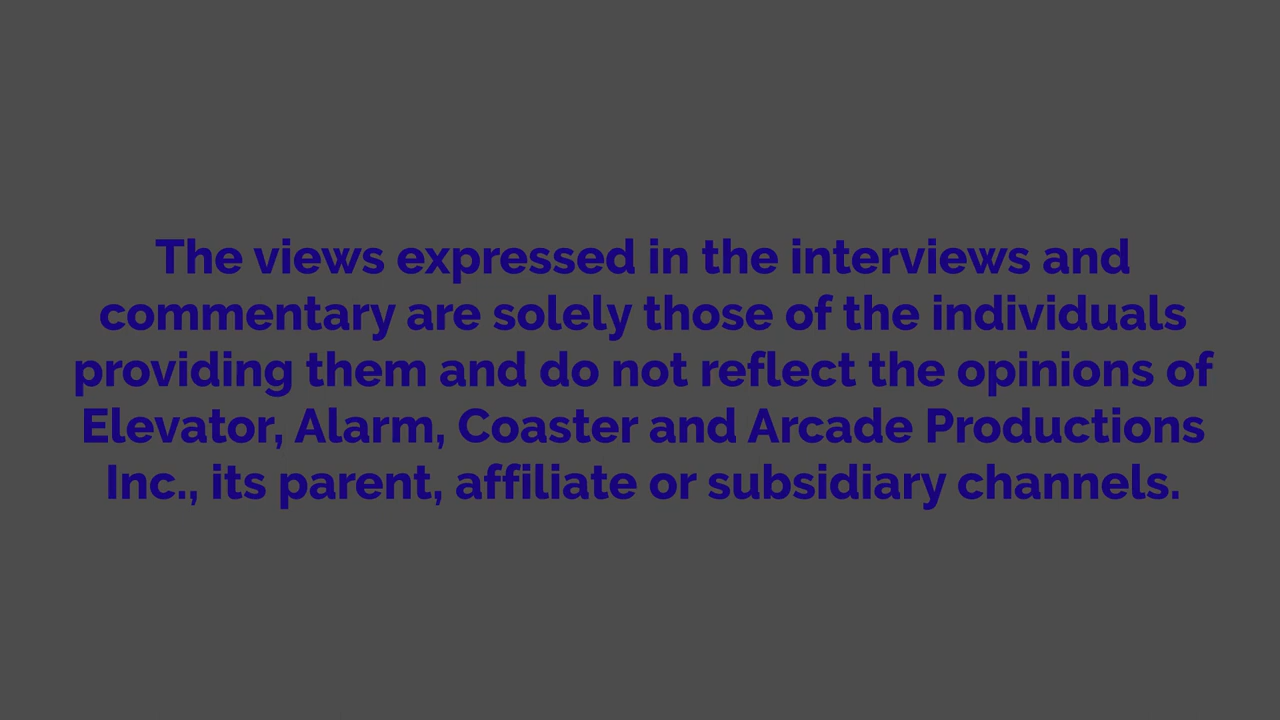 The views expressed in the interviews and
commentary are solely those of the individuals
providing them and do not reflect the opinions of
Elevator, Alarm, Coaster and Arcade Productions
Inc., its parent, affiliate or subsidiary channels.